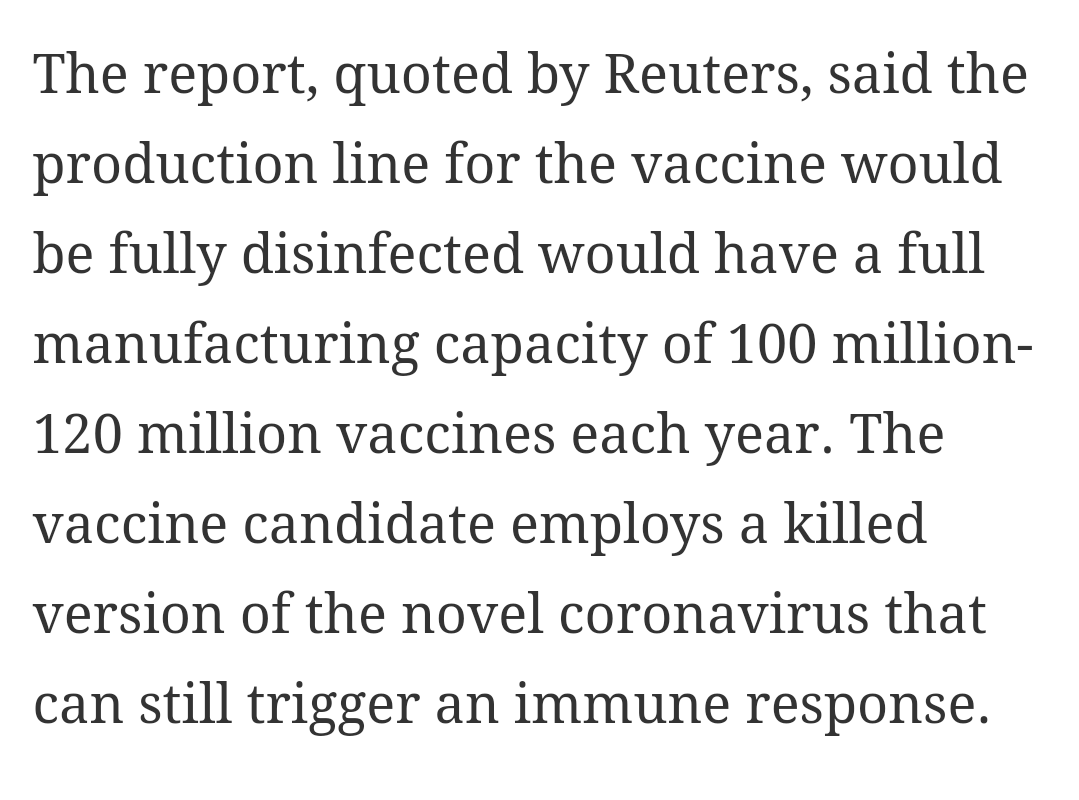 The report, quoted by Reuters, said the
production line for the vaccine would
be fully disinfected would have a full
manufacturing capacity of 100 million-
120 million vaccines each year. The
vaccine candidate employs a killed
version of the novel coronavirus that
can still trigger an immune response.